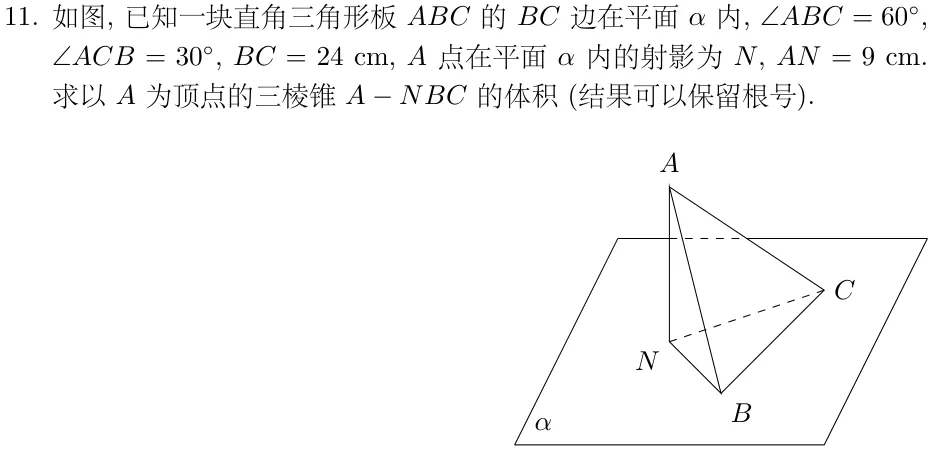 11. 如图, 已知一块直角三角形板 ABC 的 BC 边在平面 α 内, ∠ABC = 60°,
∠ACB = 30°, BC = 24 cm, A 点在平面 α 内的射影为 N, AN = 9 cm.
求以 A 为顶点的三棱锥 A − NBC 的体积 (结果可以保留根号).
A
C
N
B
α